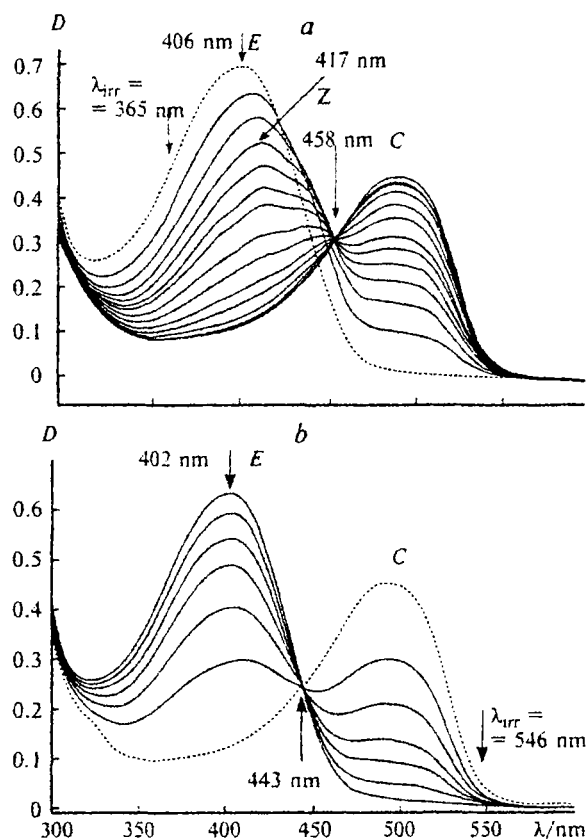 D
a
406 nm E
λirr =
= 365 nm
417 nm
Z
458 nm C
0.7
0.6
0.5
0.4
0.3
0.2
0.1
0
D
b
402 nm E
C
λirr =
= 546 nm
443 nm
0.6
0.5
0.4
0.3
0.2
0.1
0
300 350 400 450 500 550 λ/nm